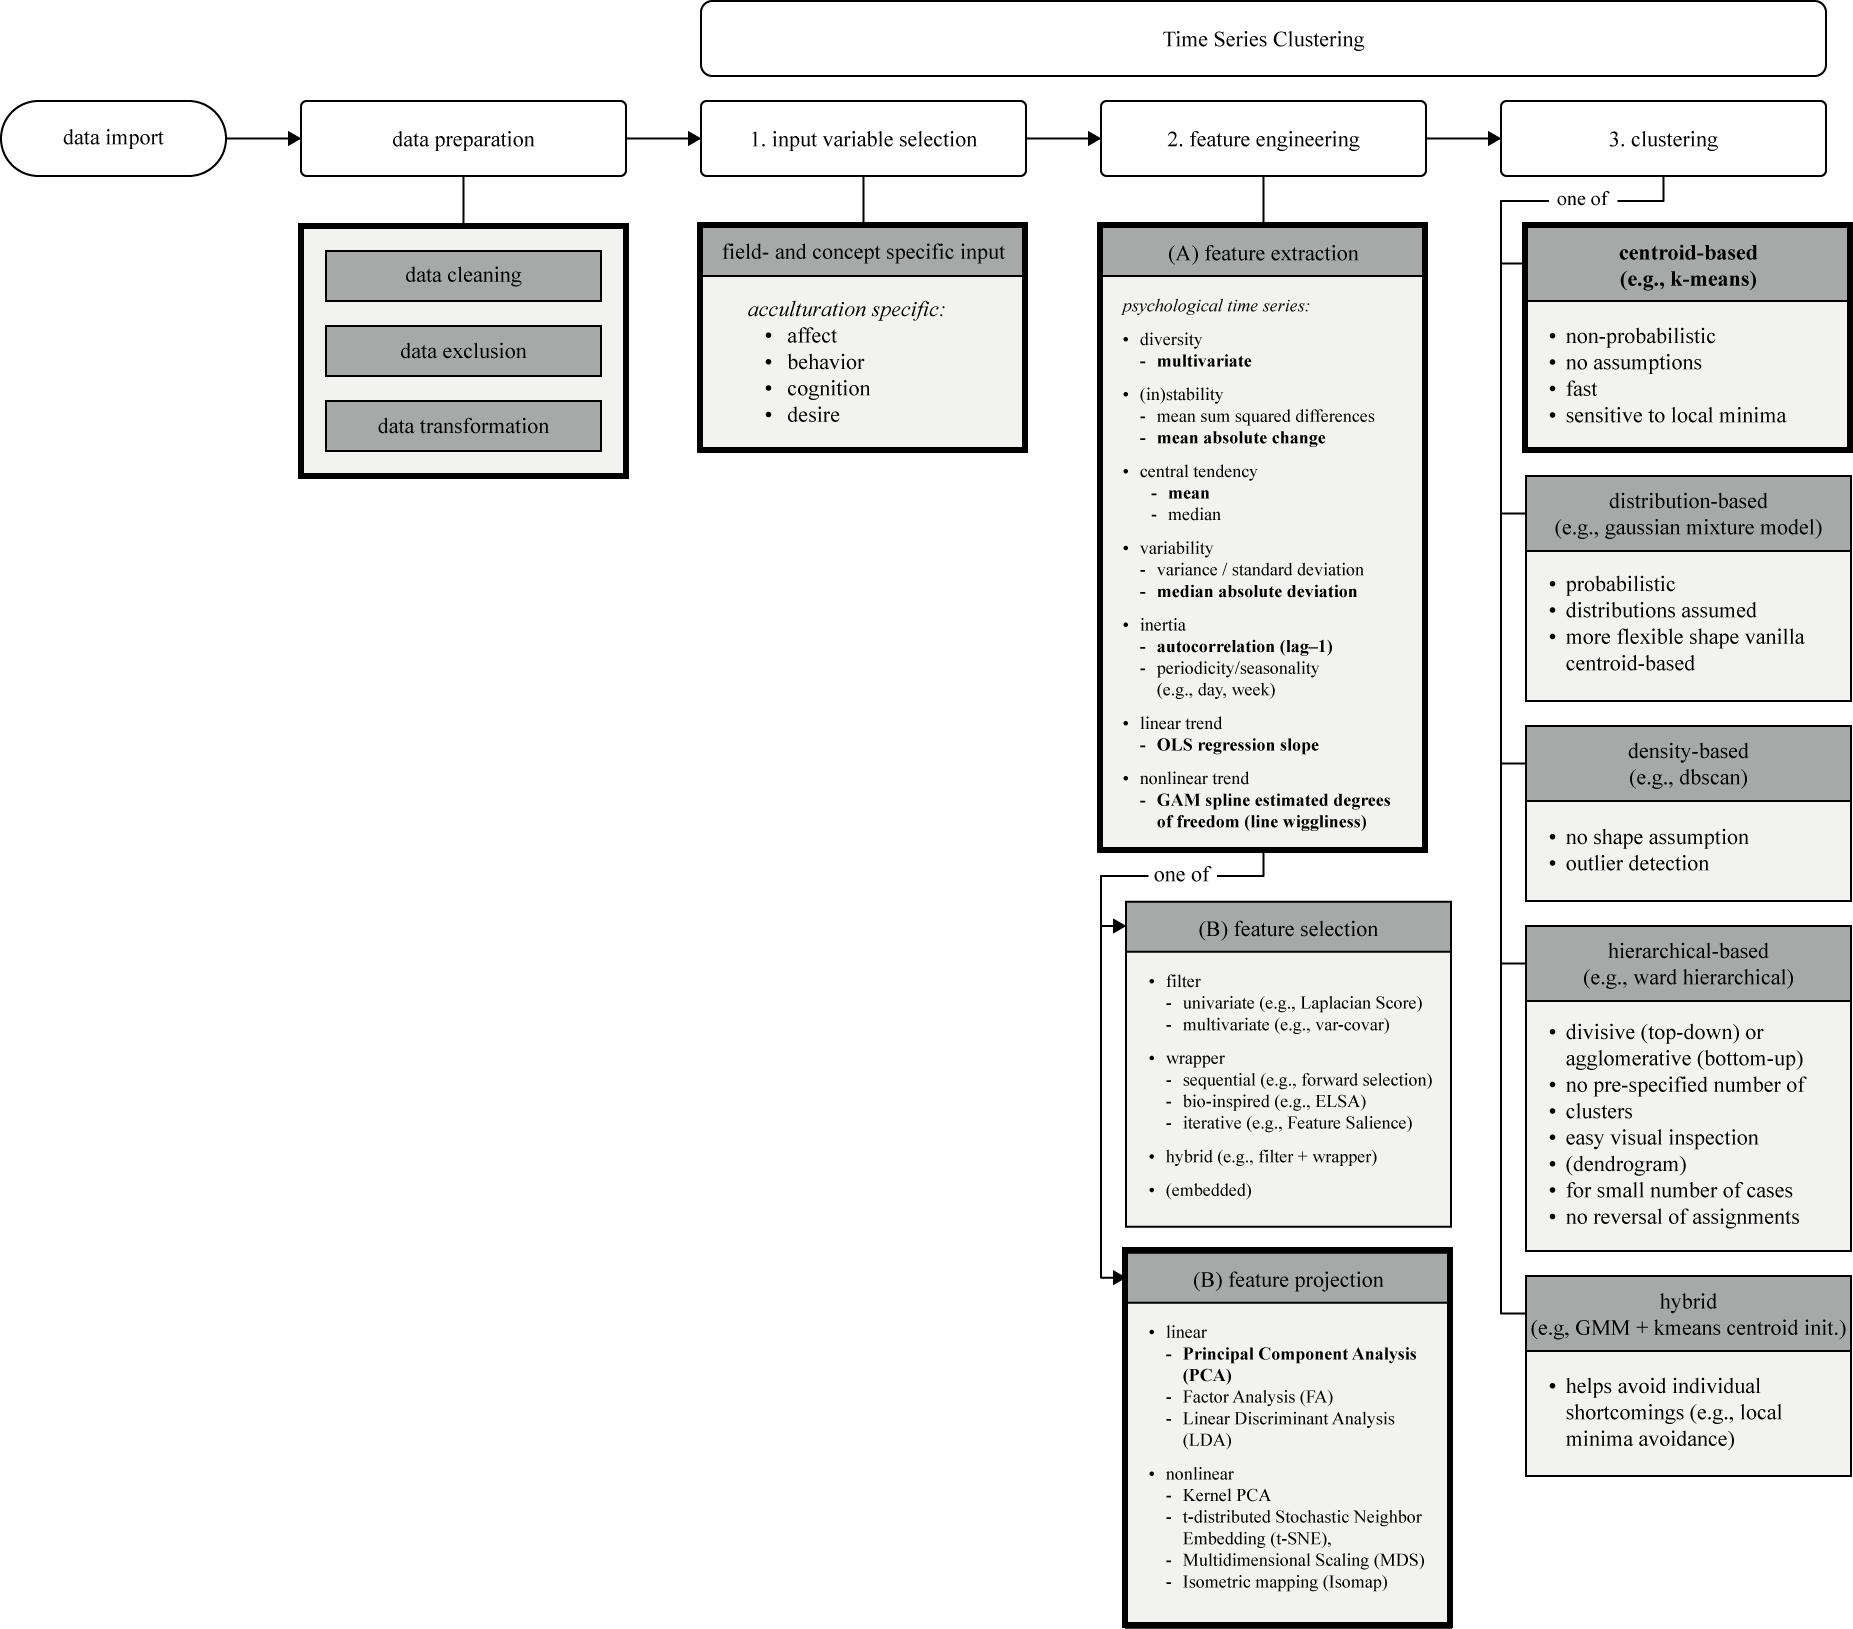 Time Series Clustering
data import
data preparation
1. input variable selection
2. feature engineering
3. clustering
data cleaning
data exclusion
data transformation
field- and concept specific input
acculturation specific:
• affect
• behavior
• cognition
• desire
(A) feature extraction
psychological time series:
• diversity
- multivariate
• (in)stability
- mean sum squared differences
- mean absolute change
• central tendency
- mean
- median
• variability
- variance / standard deviation
- median absolute deviation
• inertia
- autocorrelation (lag–1)
- periodicity/seasonality
(e.g., day, week)
• linear trend
- OLS regression slope
• nonlinear trend
- GAM spline estimated degrees
of freedom (line wiggliness)
one of
(B) feature selection
• filter
- univariate (e.g., Laplacian Score)
- multivariate (e.g., var-covar)
• wrapper
- sequential (e.g., forward selection)
- bio-inspired (e.g., ELSA)
- iterative (e.g., Feature Salience)
• hybrid (e.g., filter + wrapper)
• (embedded)
(B) feature projection
• linear
- Principal Component Analysis
(PCA)
- Factor Analysis (FA)
- Linear Discriminant Analysis
(LDA)
• nonlinear
- Kernel PCA
- t-distributed Stochastic Neighbor
Embedding (t-SNE),
- Multidimensional Scaling (MDS)
- Isometric mapping (Isomap)
one of
centroid-based
(e.g., k-means)
• non-probabilistic
• no assumptions
• fast
• sensitive to local minima
distribution-based
(e.g., gaussian mixture model)
• probabilistic
• distributions assumed
• more flexible shape vanilla
centroid-based
density-based
(e.g., dbscan)
• no shape assumption
• outlier detection
hierarchical-based
(e.g., ward hierarchical)
• divisive (top-down) or
agglomerative (bottom-up)
• no pre-specified number of
• clusters
• easy visual inspection
• (dendrogram)
• for small number of cases
• no reversal of assignments
hybrid
(e.g, GMM + kmeans centroid init.)
• helps avoid individual
shortcomings (e.g., local
minima avoidance)